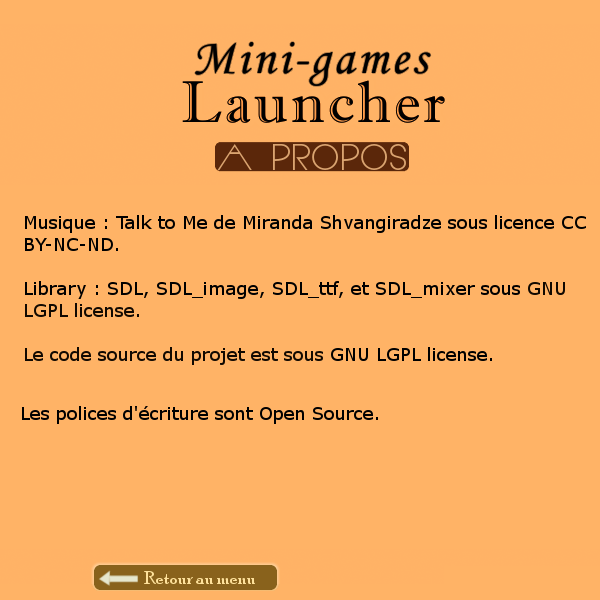 Mini-games
Launcher
A PROPOS
Musique : Talk to Me de Miranda Shvangiradze sous licence CC
BY-NC-ND.
Library : SDL, SDL_image, SDL_ttf, et SDL_mixer sous GNU
LGPL license.
Le code source du projet est sous GNU LGPL license.
Les polices d'écriture sont Open Source.
Retour au menu